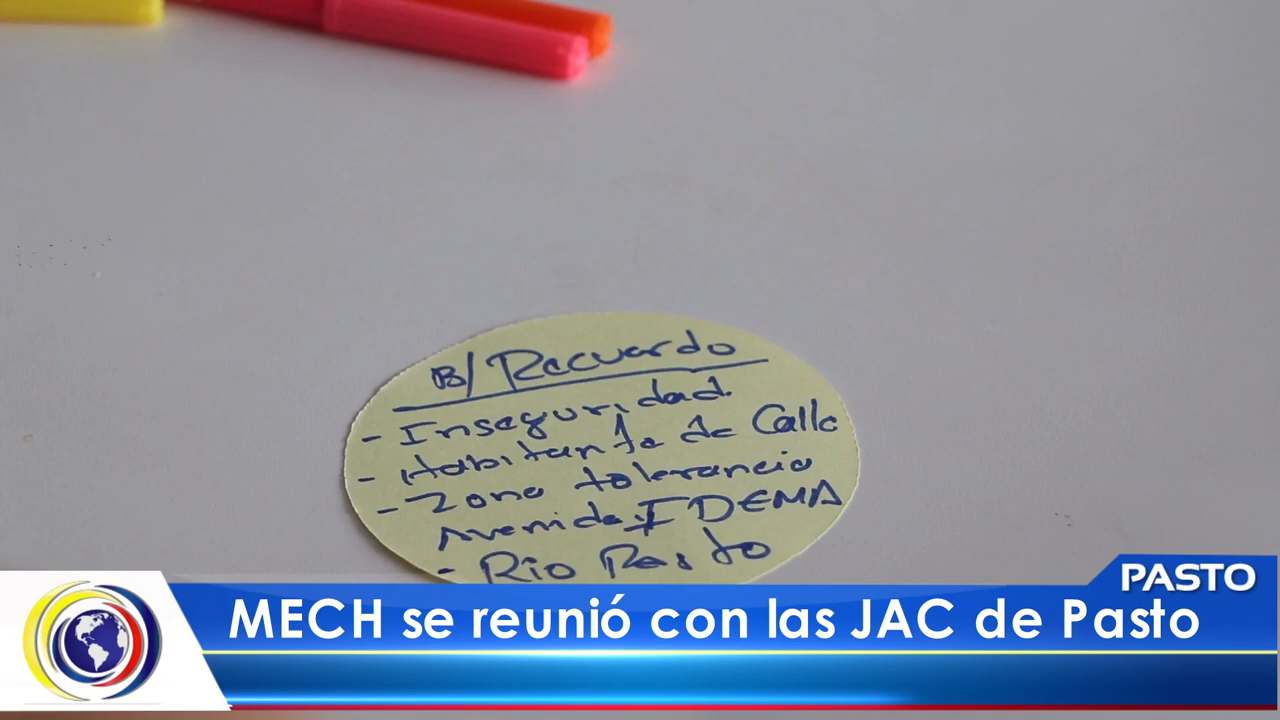 B/ Recuerdo
- Inseguridad
- Habitante de Calle
- Zona tolerancia
Avenida IDEMA
- Rio Pasto
PASTO
MECH se reunió con las JAC de Pasto